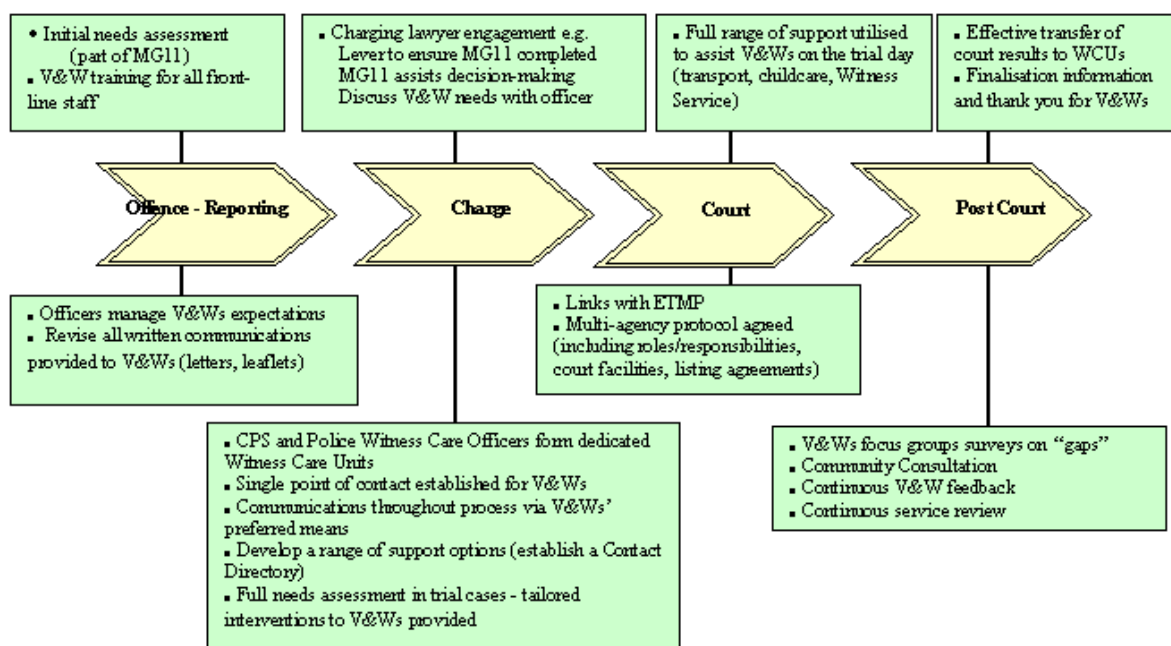 • Initial needs assessment
(part of MG11)
▪ V&W training for all front-
line staff
▪ Charging lawyer engagement e.g.
Lever to ensure MG11 completed
MG11 assists decision-making
Discuss V&W needs with officer
▪ Full range of support utilised
to assist V&Ws on the trial day
(transport, childcare, Witness
Service)
▪ Effective transfer of
court results to WCUs
▪ Finalisation information
and thank you for V&Ws
Offence - Reporting
Charge
Court
Post Court
▪ Officers manage V&Ws expectations
▪ Revise all written communications
provided to V&Ws (letters, leaflets)
▪ Links with ETMP
▪ Multi-agency protocol agreed
(including roles/responsibilities,
court facilities, listing agreements)
▪ CPS and Police Witness Care Officers form dedicated
Witness Care Units
▪ Single point of contact established for V&Ws
▪ Communications throughout process via V&Ws’
preferred means
▪ Develop a range of support options (establish a Contact
Directory)
▪ Full needs assessment in trial cases - tailored
interventions to V&Ws provided
▪ V&Ws focus groups surveys on “gaps”
▪ Community Consultation
▪ Continuous V&W feedback
▪ Continuous service review